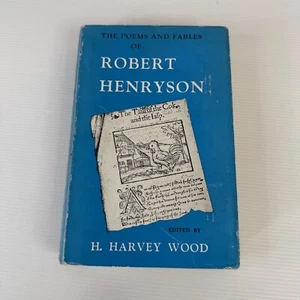 THE POEMS AND FABLES
OF
ROBERT
HENRYSON
The Taill of the Cok,
and the Iasp.
EDITED BY
H. HARVEY WOOD